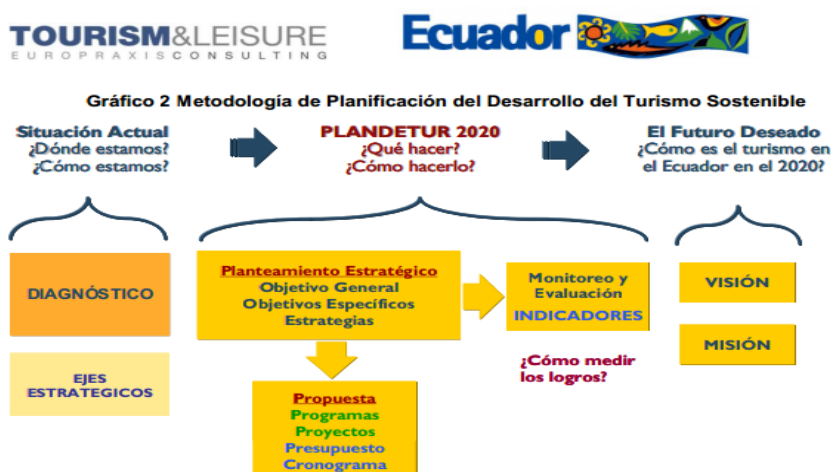 TOURISM&LEISURE
EUROPRAXISCONSULTING
Ecuador
Gráfico 2 Metodología de Planificación del Desarrollo del Turismo Sostenible
Situación Actual
¿Dónde estamos?
¿Cómo estamos?
PLANDETUR 2020
¿Qué hacer?
¿Cómo hacerlo?
El Futuro Deseado
¿Cómo es el turismo en
el Ecuador en el 2020?
DIAGNÓSTICO
EJES
ESTRATEGICOS
Planteamiento Estratégico
Objetivo General
Objetivos Específicos
Estrategias
Monitoreo y
Evaluación
INDICADORES
¿Cómo medir
los logros?
Propuesta
Programas
Proyectos
Presupuesto
Cronograma
VISIÓN
MISIÓN